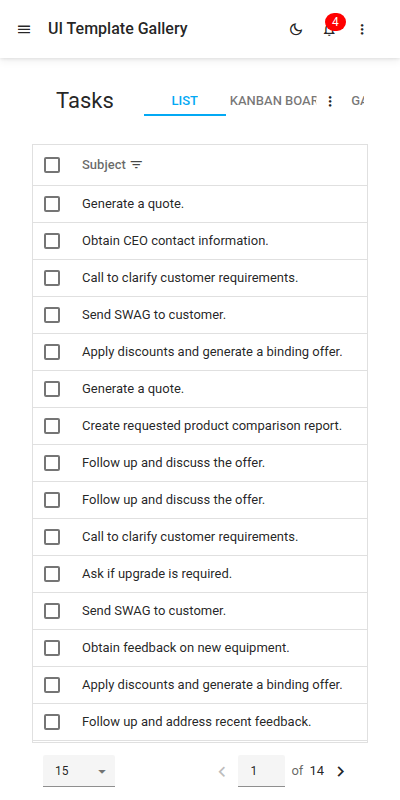 UI Template Gallery
4
Tasks
LIST
KANBAN BOAR
GA
Subject
Generate a quote.
Obtain CEO contact information.
Call to clarify customer requirements.
Send SWAG to customer.
Apply discounts and generate a binding offer.
Generate a quote.
Create requested product comparison report.
Follow up and discuss the offer.
Follow up and discuss the offer.
Call to clarify customer requirements.
Ask if upgrade is required.
Send SWAG to customer.
Obtain feedback on new equipment.
Apply discounts and generate a binding offer.
Follow up and address recent feedback.
15
1 of 14